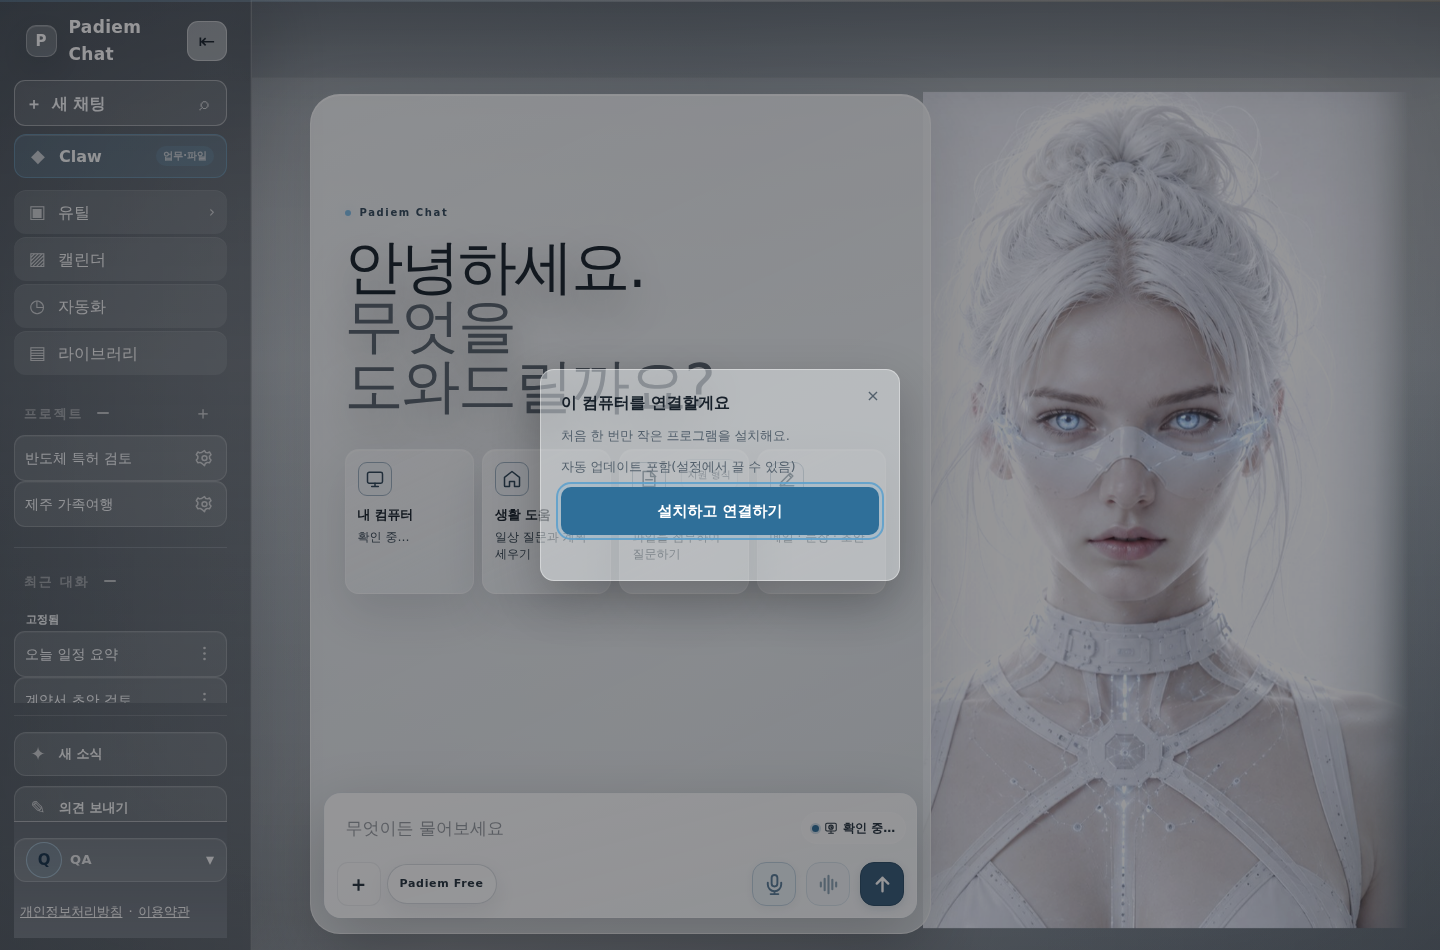 P Padiem Chat
+ 새 채팅
Claw 업무·파일
유틸
캘린더
자동화
라이브러리
프로젝트
반도체 특허 검토
제주 가족여행
최근 대화
고정됨
오늘 일정 요약
계약서 초안 검토
새 소식
의견 보내기
Q QA
개인정보처리방침 · 이용약관
Padiem Chat
안녕하세요.
무엇을
도와드릴까요?
이 컴퓨터를 연결할게요
×
처음 한 번만 작은 프로그램을 설치해요.
자동 업데이트 포함(설정에서 끌 수 있음)
설치하고 연결하기
내 컴퓨터
확인 중...
생활 도움
일상 질문과 계획
세우기
질문하기
무엇이든 물어보세요
확인 중...
+ Padiem Free